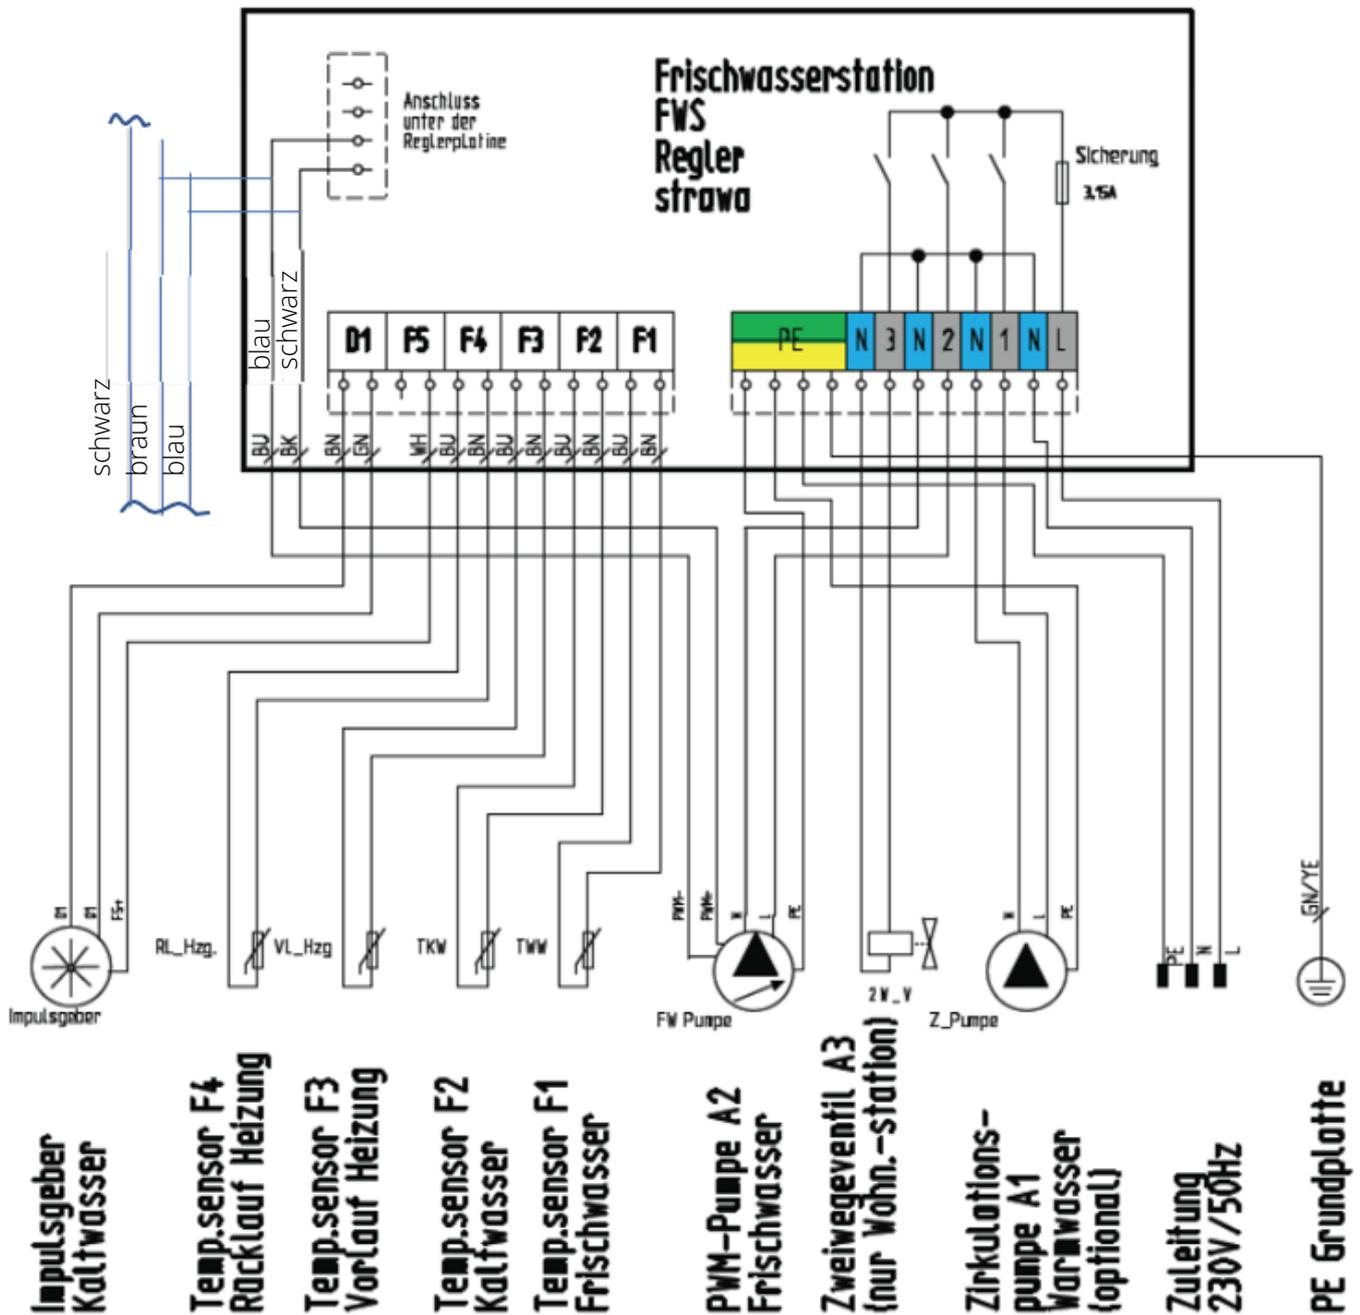 Frischwasserstation
FWS
Regler
strawa
Anschluss
unter der
Reglerplatine
Sicherung
3,15A
schwarz
braun
blau
blau
schwarz
D1 F5 F4 F3 F2 F1
PE N 3 N 2 N 1 N L
BU BK BN GN WH BU BN BU BN BU BN BU BN
D1 D1 F5+
RL_Hzg. VL_Hzg TKW TWW
PWM- PWM+ N L PE
N L PE
PE N L
GN/YE
Impulsgeber
FW Pumpe
2W_V
Z_Pumpe
Impulsgeber
Kaltwasser
Temp.sensor F4
Rücklauf Heizung
Temp.sensor F3
Vorlauf Heizung
Temp.sensor F2
Kaltwasser
Temp.sensor F1
Frischwasser
PWM-Pumpe A2
Frischwasser
Zweiwegeventil A3
(nur Wohn.-station)
Zirkulations-
pumpe A1
Warmwasser
(optional)
Zuleitung
230V/50Hz
PE Grundplatte